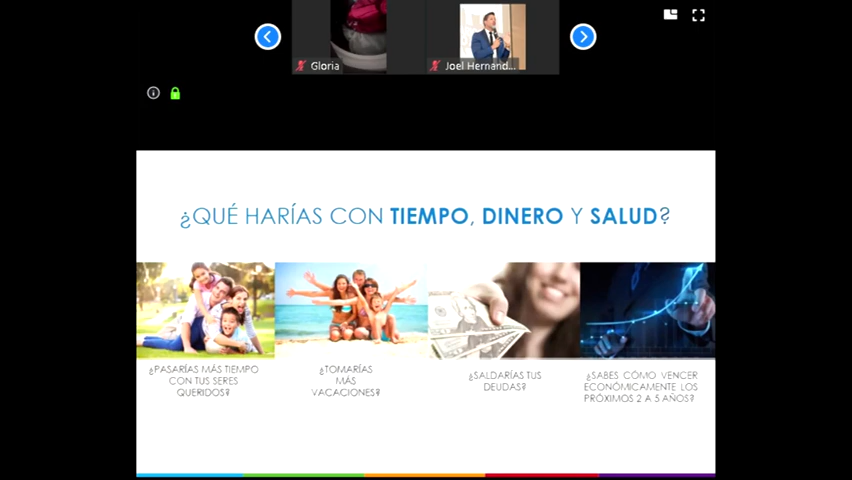 Gloria
Joel Hernand...
¿QUÉ HARÍAS CON TIEMPO, DINERO Y SALUD?
¿PASARÍAS MÁS TIEMPO
CON TUS SERES
QUERIDOS?
¿TOMARÍAS
MÁS
VACACIONES?
¿SALDARÍAS TUS
DEUDAS?
¿SABES CÓMO VENCER
ECONÓMICAMENTE LOS
PRÓXIMOS 2 A 5 AÑOS?